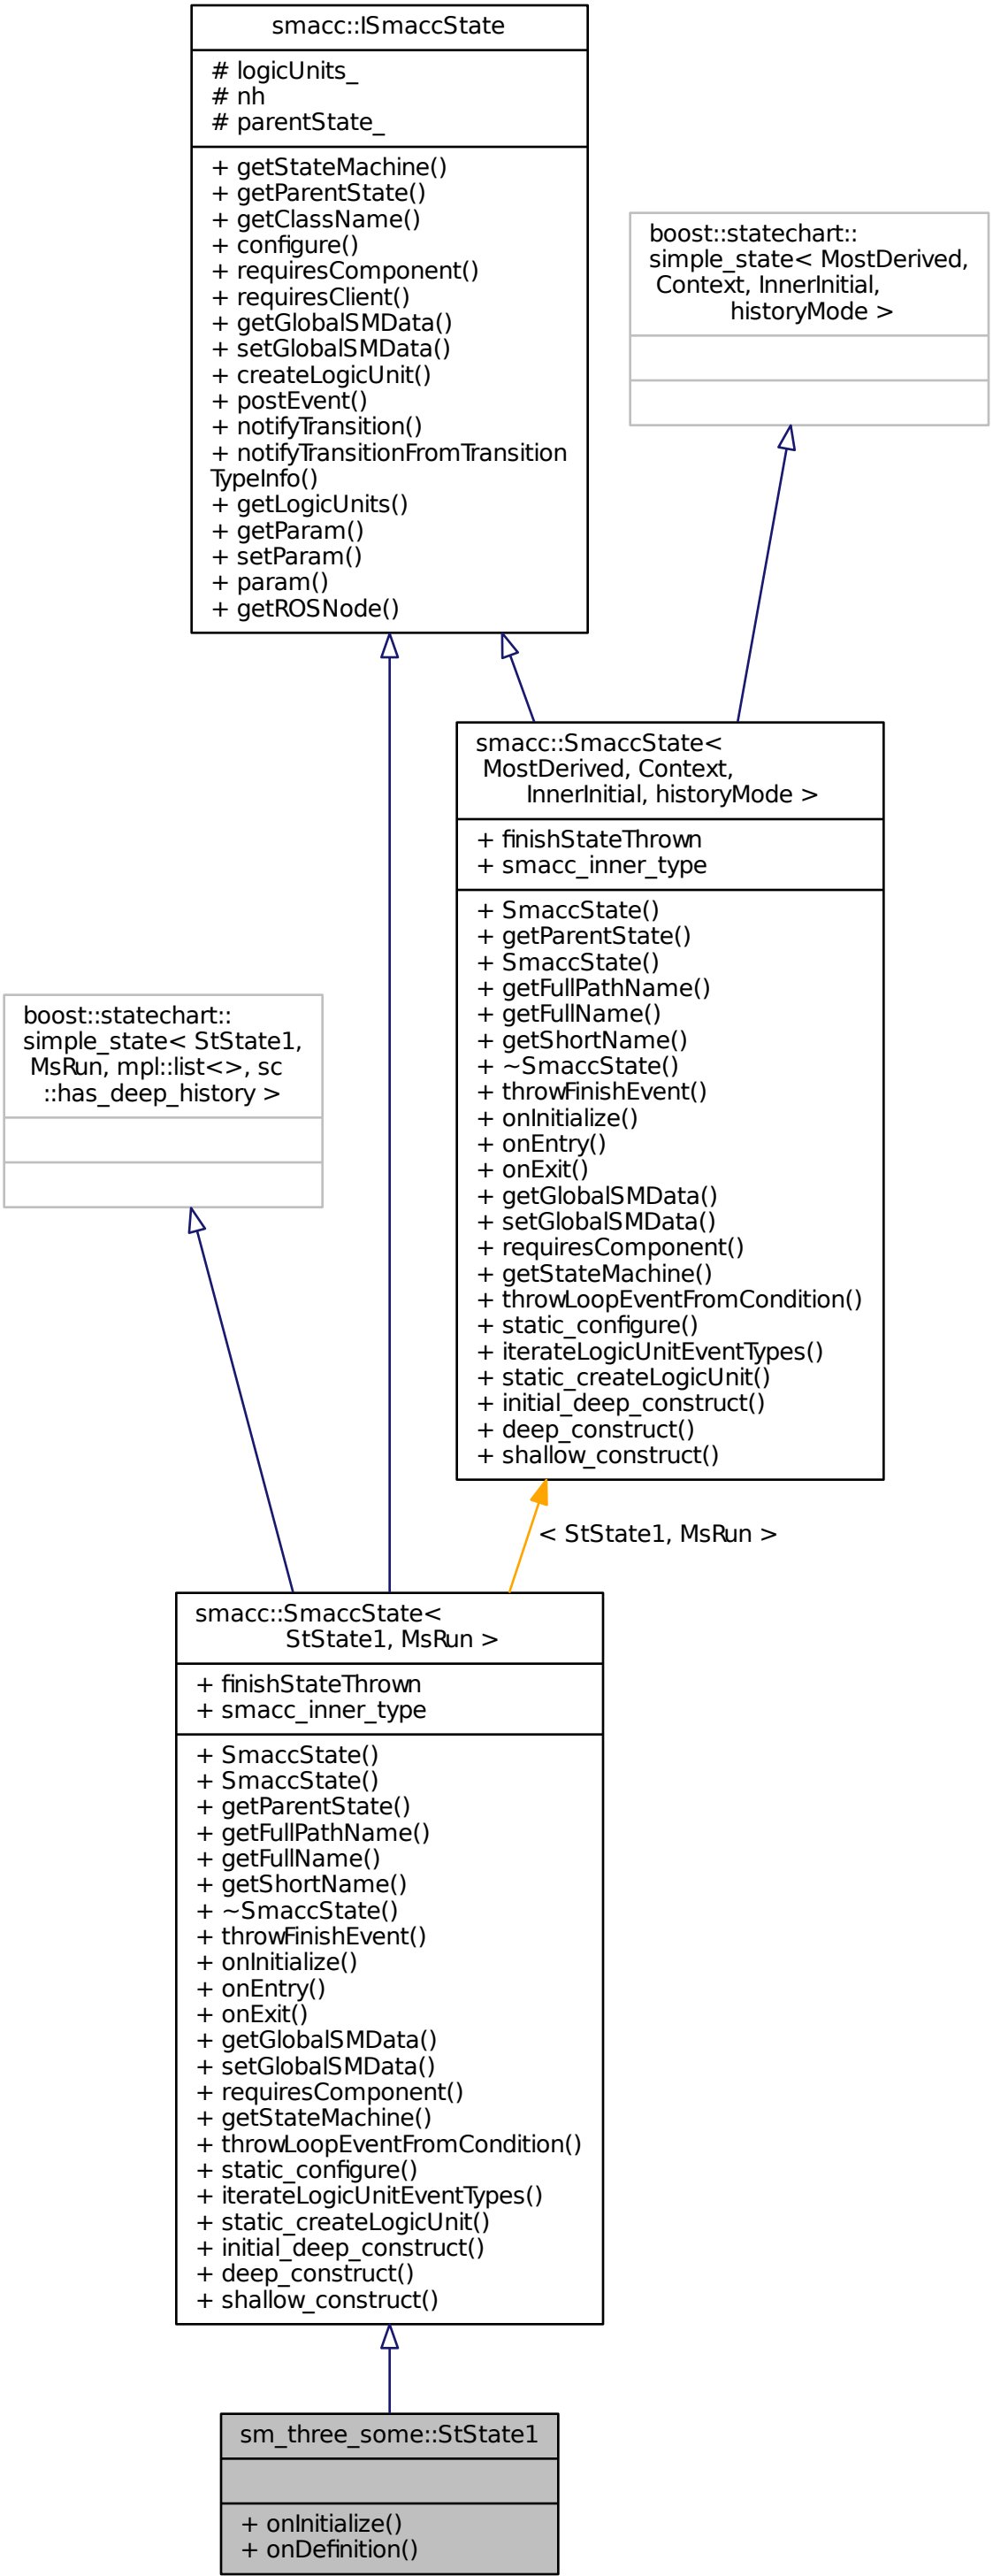 smacc::ISmaccState
# logicUnits_
# nh
# parentState_
+ getStateMachine()
+ getParentState()
+ getClassName()
+ configure()
+ requiresComponent()
+ requiresClient()
+ getGlobalSMData()
+ setGlobalSMData()
+ createLogicUnit()
+ postEvent()
+ notifyTransition()
+ notifyTransitionFromTransition
TypeInfo()
+ getLogicUnits()
+ getParam()
+ setParam()
+ param()
+ getROSNode()
boost::statechart::
simple_state< MostDerived,
Context, InnerInitial,
historyMode >
smacc::SmaccState<
MostDerived, Context,
InnerInitial, historyMode >
+ finishStateThrown
+ smacc_inner_type
+ SmaccState()
+ getParentState()
+ SmaccState()
+ getFullPathName()
+ getFullName()
+ getShortName()
+ ~SmaccState()
+ throwFinishEvent()
+ onInitialize()
+ onEntry()
+ onExit()
+ getGlobalSMData()
+ setGlobalSMData()
+ requiresComponent()
+ getStateMachine()
+ throwLoopEventFromCondition()
+ static_configure()
+ iterateLogicUnitEventTypes()
+ static_createLogicUnit()
+ initial_deep_construct()
+ deep_construct()
+ shallow_construct()
boost::statechart::
simple_state< StState1,
MsRun, mpl::list<>, sc
::has_deep_history >
< StState1, MsRun >
smacc::SmaccState<
StState1, MsRun >
+ finishStateThrown
+ smacc_inner_type
+ SmaccState()
+ SmaccState()
+ getParentState()
+ getFullPathName()
+ getFullName()
+ getShortName()
+ ~SmaccState()
+ throwFinishEvent()
+ onInitialize()
+ onEntry()
+ onExit()
+ getGlobalSMData()
+ setGlobalSMData()
+ requiresComponent()
+ getStateMachine()
+ throwLoopEventFromCondition()
+ static_configure()
+ iterateLogicUnitEventTypes()
+ static_createLogicUnit()
+ initial_deep_construct()
+ deep_construct()
+ shallow_construct()
sm_three_some::StState1
+ onInitialize()
+ onDefinition()